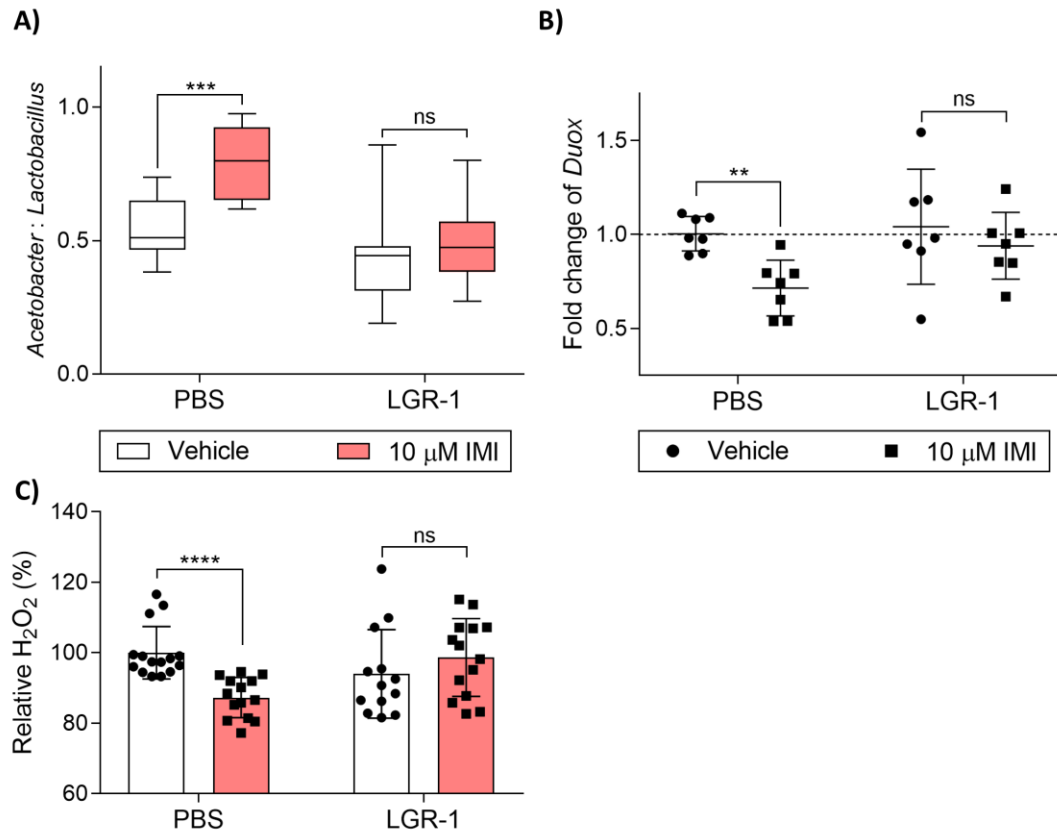 A)
Acetobacter : Lactobacillus
1.0
0.5
0.0
***
ns
PBS
LGR-1
Vehicle
10 μM IMI
B)
Fold change of Duox
1.5
1.0
0.5
**
ns
PBS
LGR-1
Vehicle
10 μM IMI
C)
Relative H₂O₂ (%)
140
120
100
80
60
****
ns
PBS
LGR-1